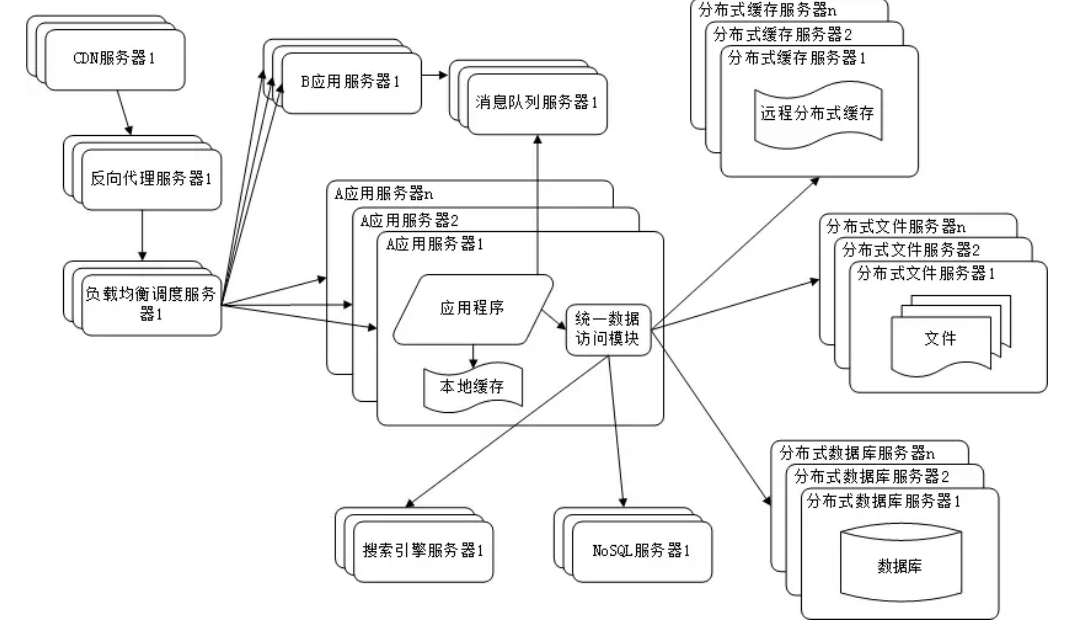 CDN服务器1
反向代理服务器1
负载均衡调度服务
器1
B应用服务器1
消息队列服务器1
A应用服务器n
A应用服务器2
A应用服务器1
应用程序
本地缓存
统一数据
访问模块
分布式缓存服务器n
分布式缓存服务器2
分布式缓存服务器1
远程分布式缓存
分布式文件服务器n
分布式文件服务器2
分布式文件服务器1
文件
分布式数据库服务器n
分布式数据库服务器2
分布式数据库服务器1
数据库
搜索引擎服务器1
NoSQL服务器1